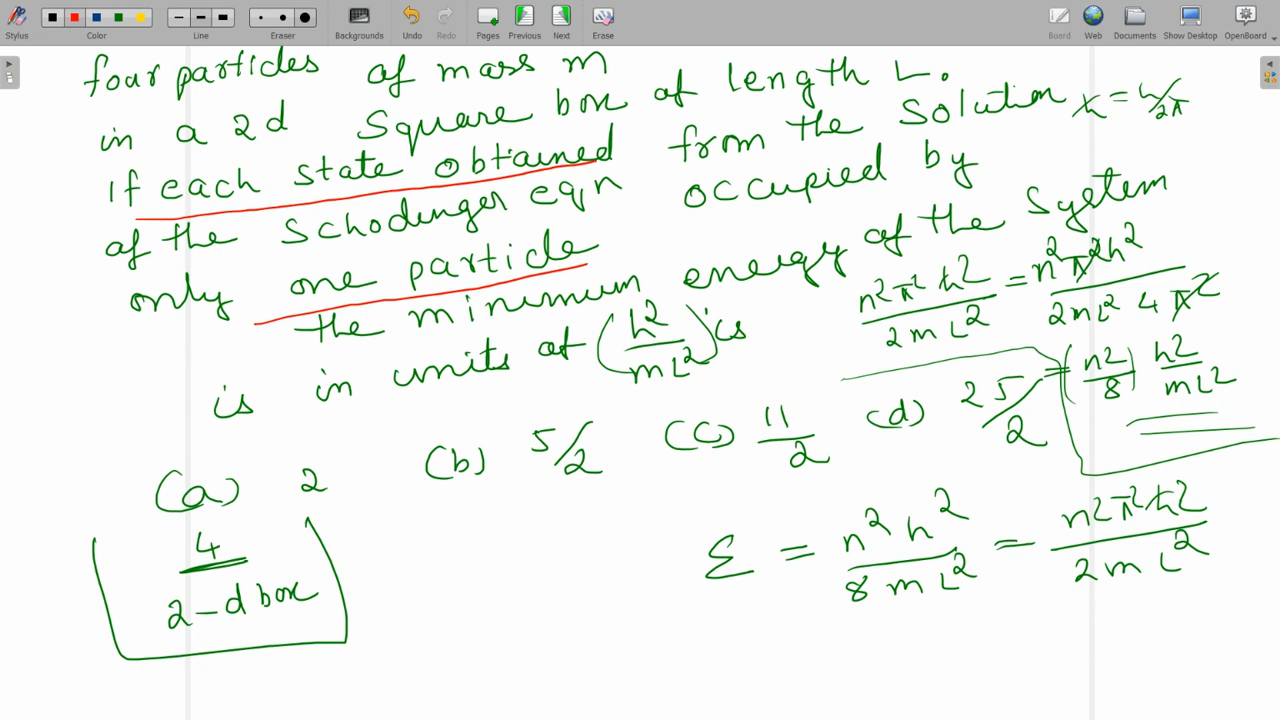 Stylus Color Line Eraser Backgrounds Undo Redo Pages Previous Next Erase Board Web Documents Show Desktop OpenBoard
four particles of mass m
in a 2d Square box of length L.
If each state obtained from the Solution ħ = h/2π
of the Schodinger eqn occupied by
only one particle
the minimum energy of the System
is in units of (h²/mL²) is
n²π²ħ²/2mL² = n²π²h²/2mL² 4π²
= (n²/8) h²/mL²
(a) 2 (b) 5/2 (c) 11/2 (d) 25/2
4
2-d box
E = n²h²/8mL² = n²π²ħ²/2mL²